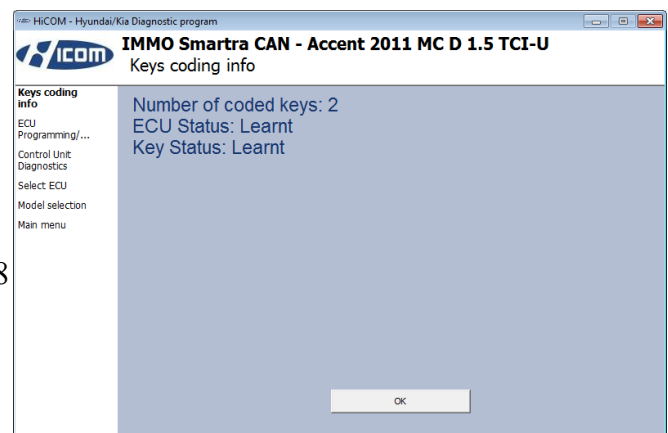 HiCOM - Hyundai/Kia Diagnostic program
HICOM
IMMO Smartra CAN - Accent 2011 MC D 1.5 TCI-U
Keys coding info
Keys coding
info
ECU
Programming/...
Control Unit
Diagnostics
Select ECU
Model selection
Main menu
Number of coded keys: 2
ECU Status: Learnt
Key Status: Learnt
8
OK